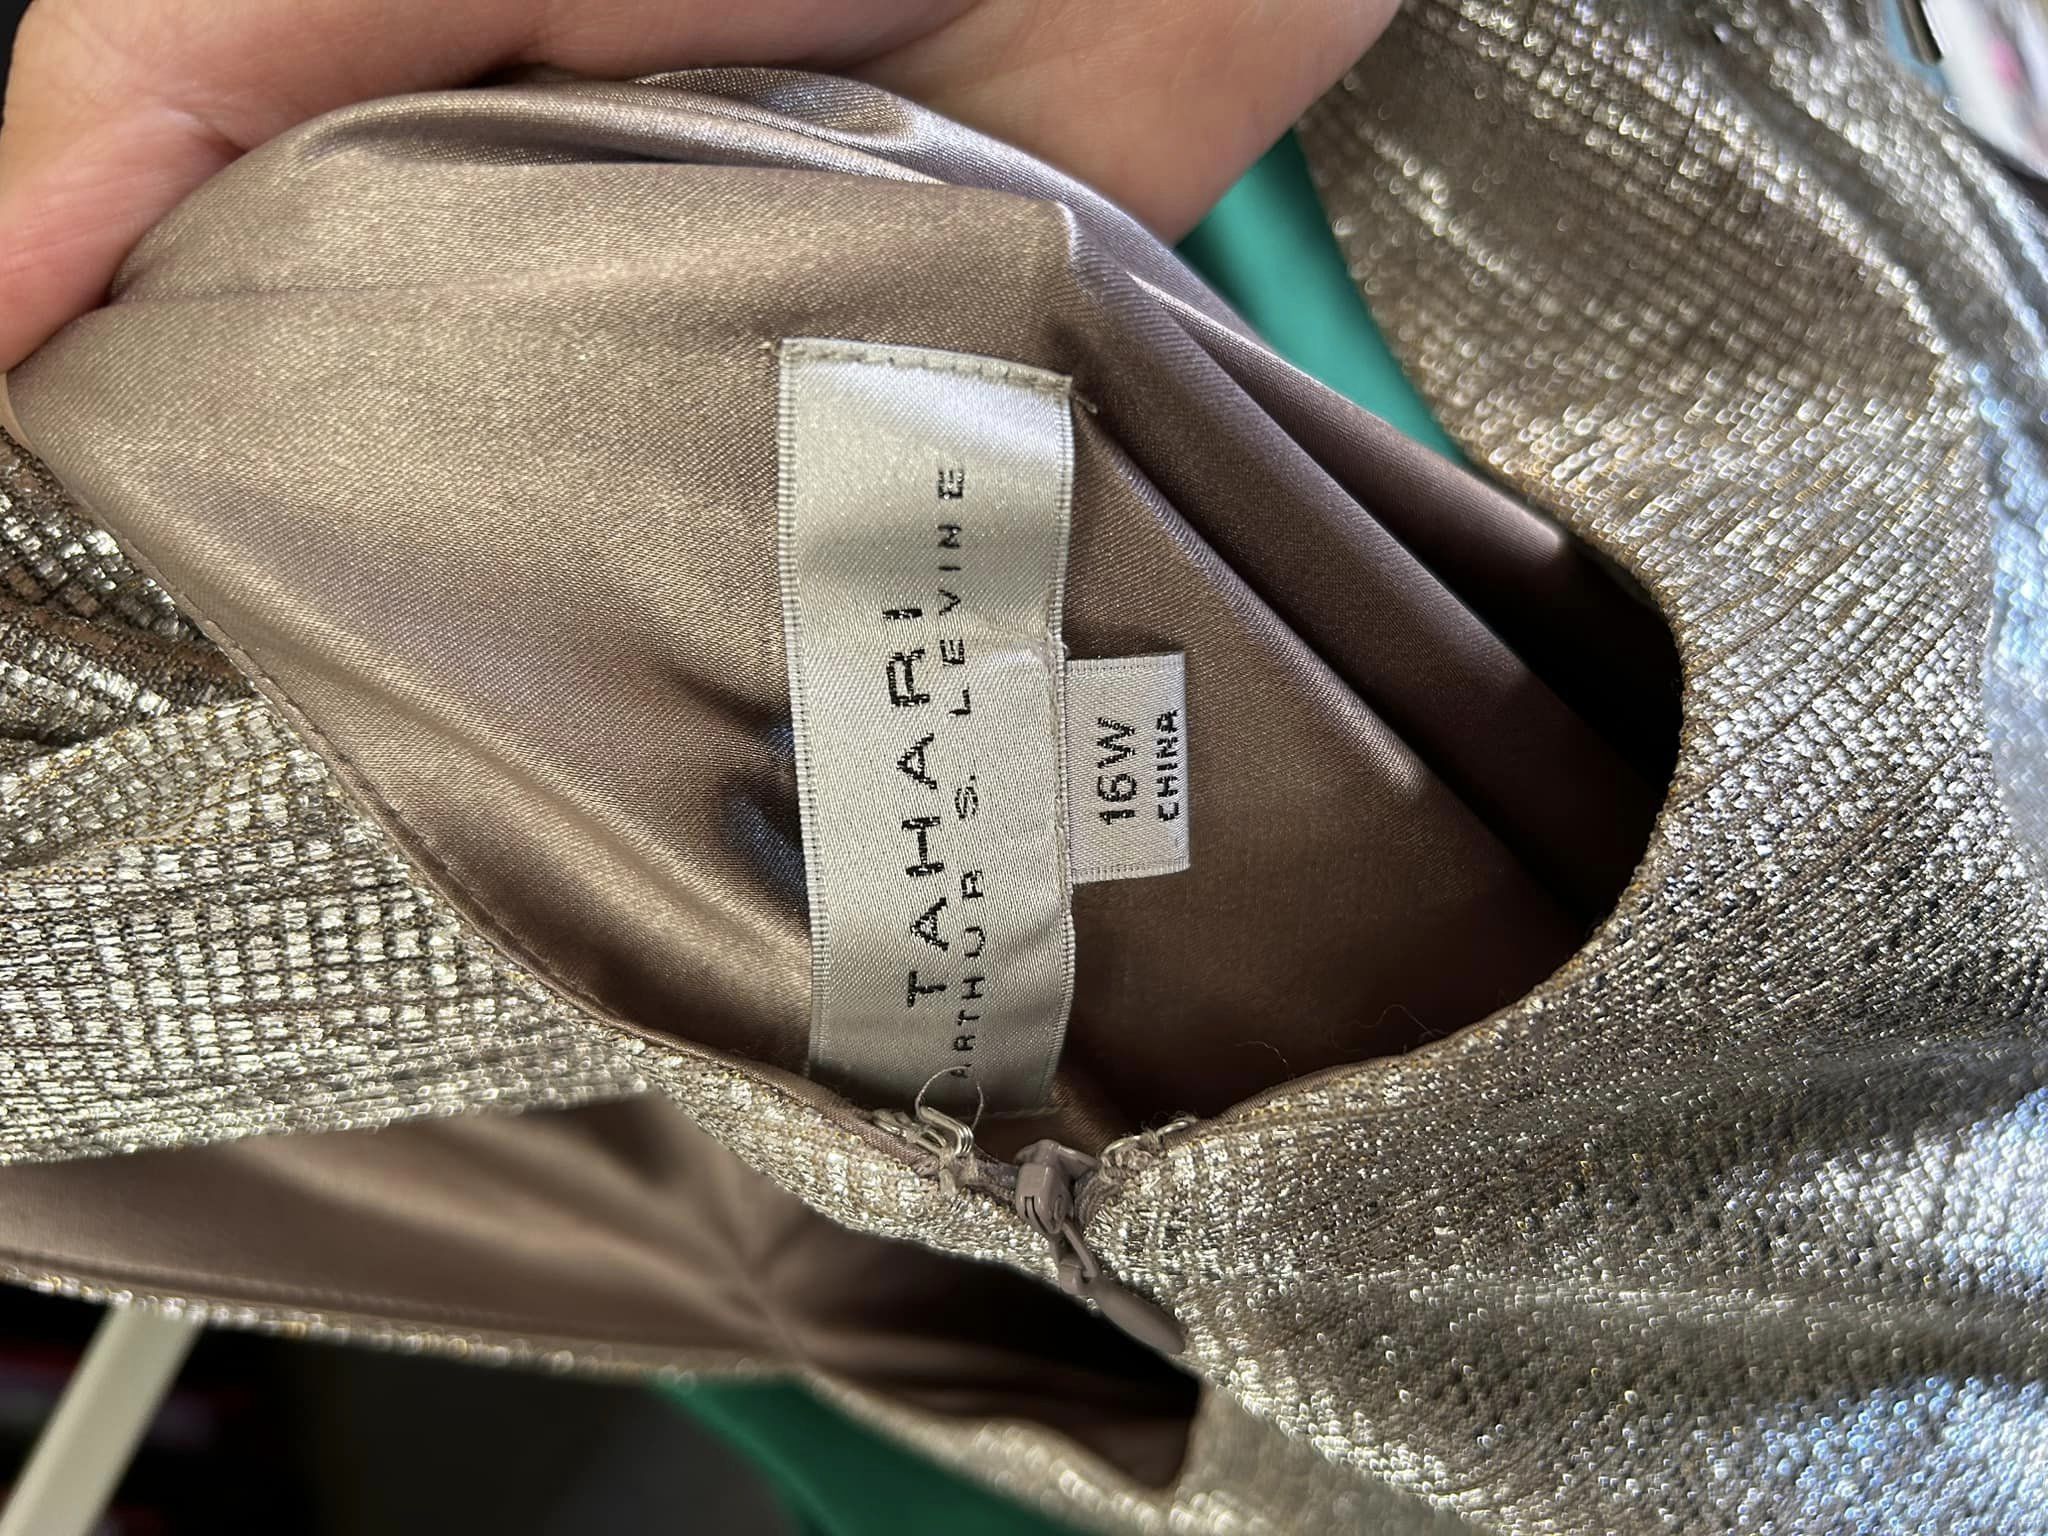 TAHARI
ARTHUR S. LEVINE
16W
CHINA